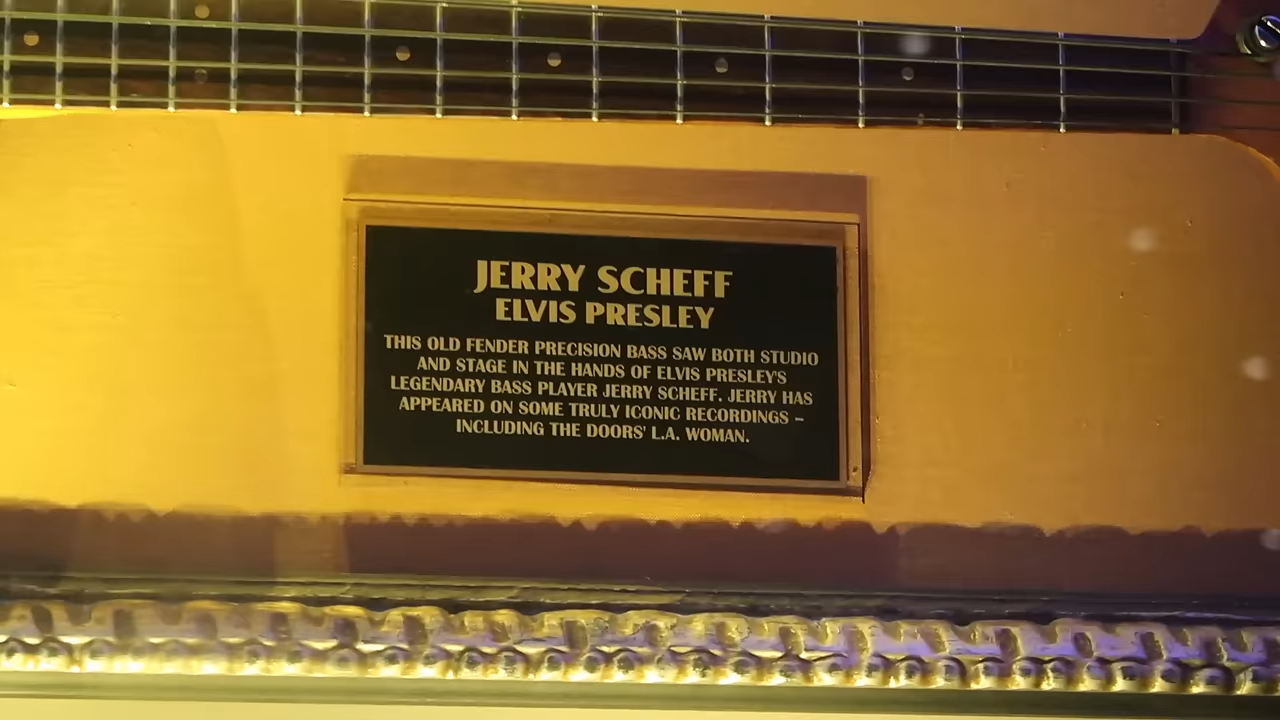 JERRY SCHEFF
ELVIS PRESLEY
THIS OLD FENDER PRECISION BASS SAW BOTH STUDIO
AND STAGE IN THE HANDS OF ELVIS PRESLEY'S
LEGENDARY BASS PLAYER JERRY SCHEFF. JERRY HAS
APPEARED ON SOME TRULY ICONIC RECORDINGS –
INCLUDING THE DOORS' L.A. WOMAN.